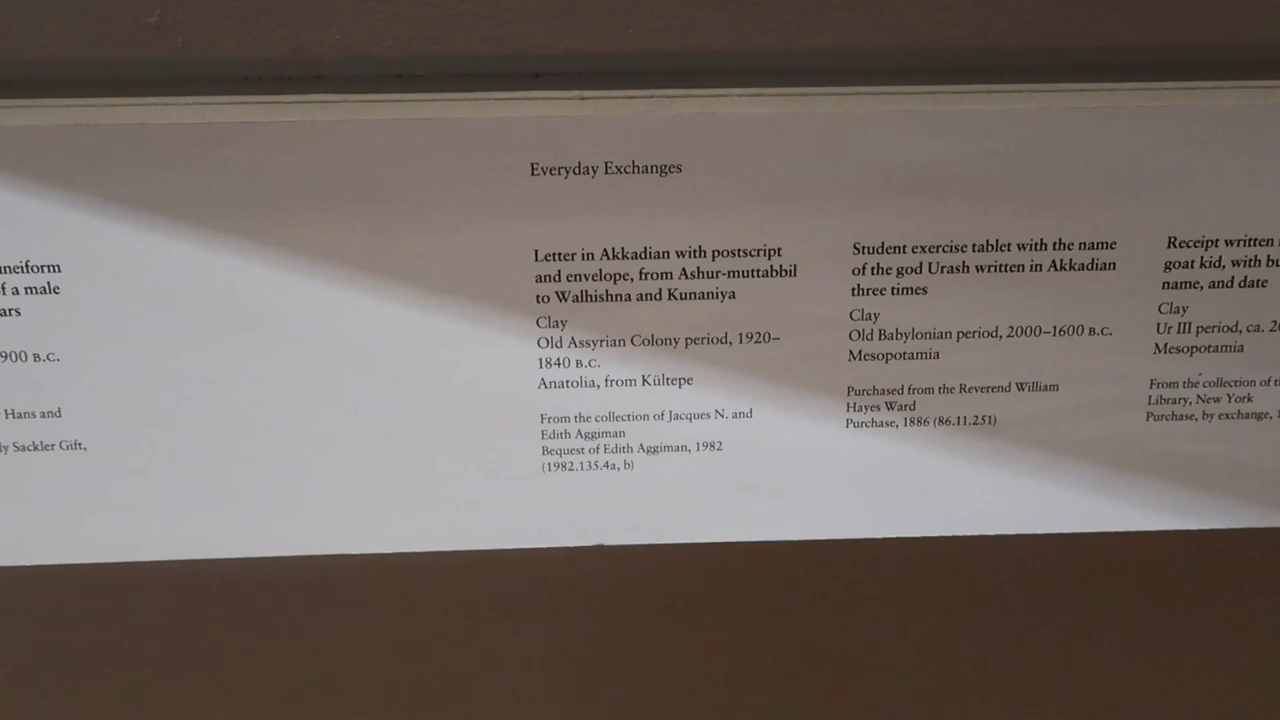 Everyday Exchanges
of a male
900 B.C.
Hans and
Sackler Gift,
Letter in Akkadian with postscript
and envelope, from Ashur-muttabbil
to Walhishna and Kunaniya
Clay
Old Assyrian Colony period, 1920–
1840 B.C.
Anatolia, from Kültepe
From the collection of Jacques N. and
Edith Aggiman
Bequest of Edith Aggiman, 1982
(1982.135.4a, b)
Student exercise tablet with the name
of the god Urash written in Akkadian
three times
Clay
Old Babylonian period, 2000–1600 B.C.
Mesopotamia
Purchased from the Reverend William
Hayes Ward
Purchase, 1886 (86.11.251)
Receipt written
goat kid, with
name, and date
Clay
Ur III period, ca.
Mesopotamia
From the collection of
Library, New York
Purchase, by exchange,